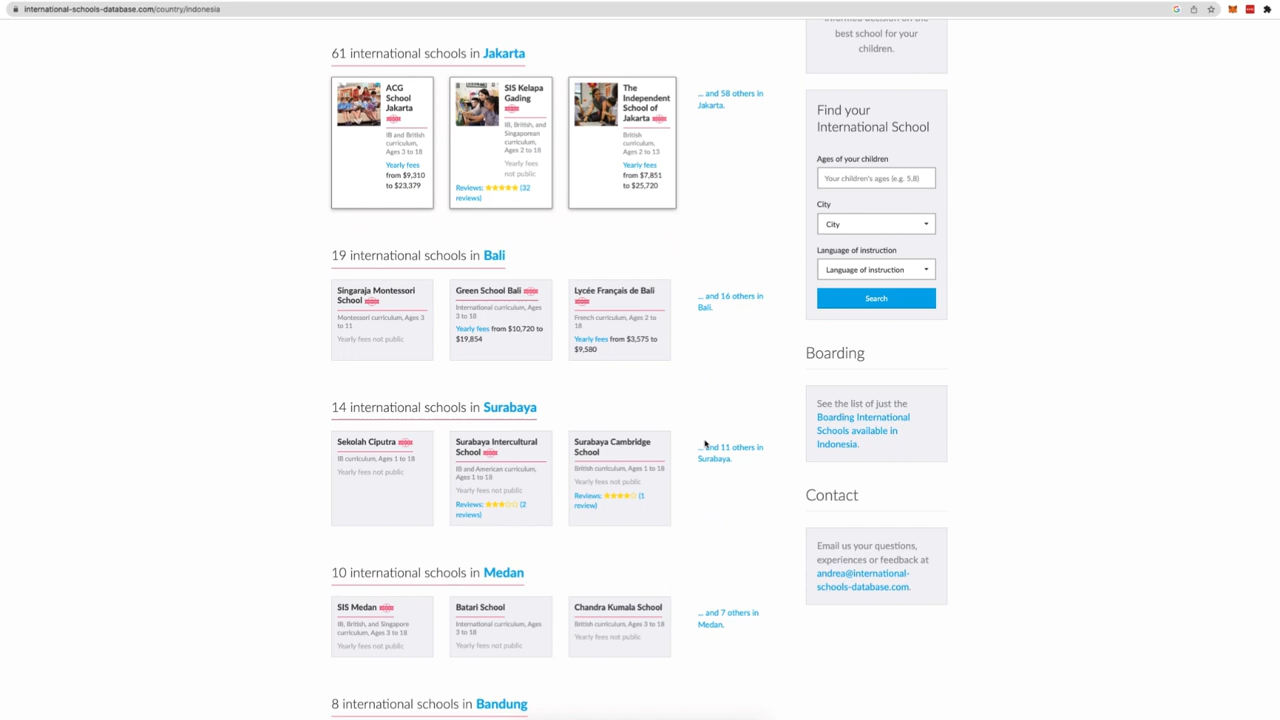 international-schools-database.com/country/indonesia
61 international schools in Jakarta
ACG
School
Jakarta
IB and British
curriculum,
Ages 3 to 18
Yearly fees
from $9,310
to $23,379
SIS Kelapa
Gading
IB, British, and
Singaporean
curriculum,
Ages 2 to 18
Yearly fees
not public
Reviews: (32
reviews)
The
Independent
School of
Jakarta
British
curriculum,
Ages 2 to 13
Yearly fees
from $7,851
to $25,720
... and 58 others in
Jakarta.
19 international schools in Bali
Singaraja Montessori
School
Montessori curriculum, Ages 3
to 11
Yearly fees not public
Green School Bali
International curriculum, Ages
3 to 18
Yearly fees from $10,720 to
$19,854
Lycée Français de Bali
French curriculum, Ages 2 to
18
Yearly fees from $3,575 to
$9,580
... and 16 others in
Bali.
14 international schools in Surabaya
Sekolah Ciputra
IB curriculum, Ages 1 to 18
Yearly fees not public
Surabaya Intercultural
School
IB and American curriculum,
Ages 1 to 18
Yearly fees not public
Reviews: (2
reviews)
Surabaya Cambridge
School
British curriculum, Ages 1 to 18
Yearly fees not public
Reviews: (1
review)
... and 11 others in
Surabaya.
10 international schools in Medan
SIS Medan
IB, British, and Singapore
curriculum, Ages 3 to 18
Yearly fees not public
Batari School
International curriculum, Ages
3 to 18
Yearly fees not public
Chandra Kumala School
British curriculum, Ages 3 to 18
Yearly fees not public
... and 7 others in
Medan.
8 international schools in Bandung
informed decision on the
best school for your
children.
Find your
International School
Ages of your children
Your children's ages (e.g. 5,8)
City
City
Language of instruction
Language of instruction
Search
Boarding
See the list of just the
Boarding International
Schools available in
Indonesia.
Contact
Email us your questions,
experiences or feedback at
andrea@international-
schools-database.com.